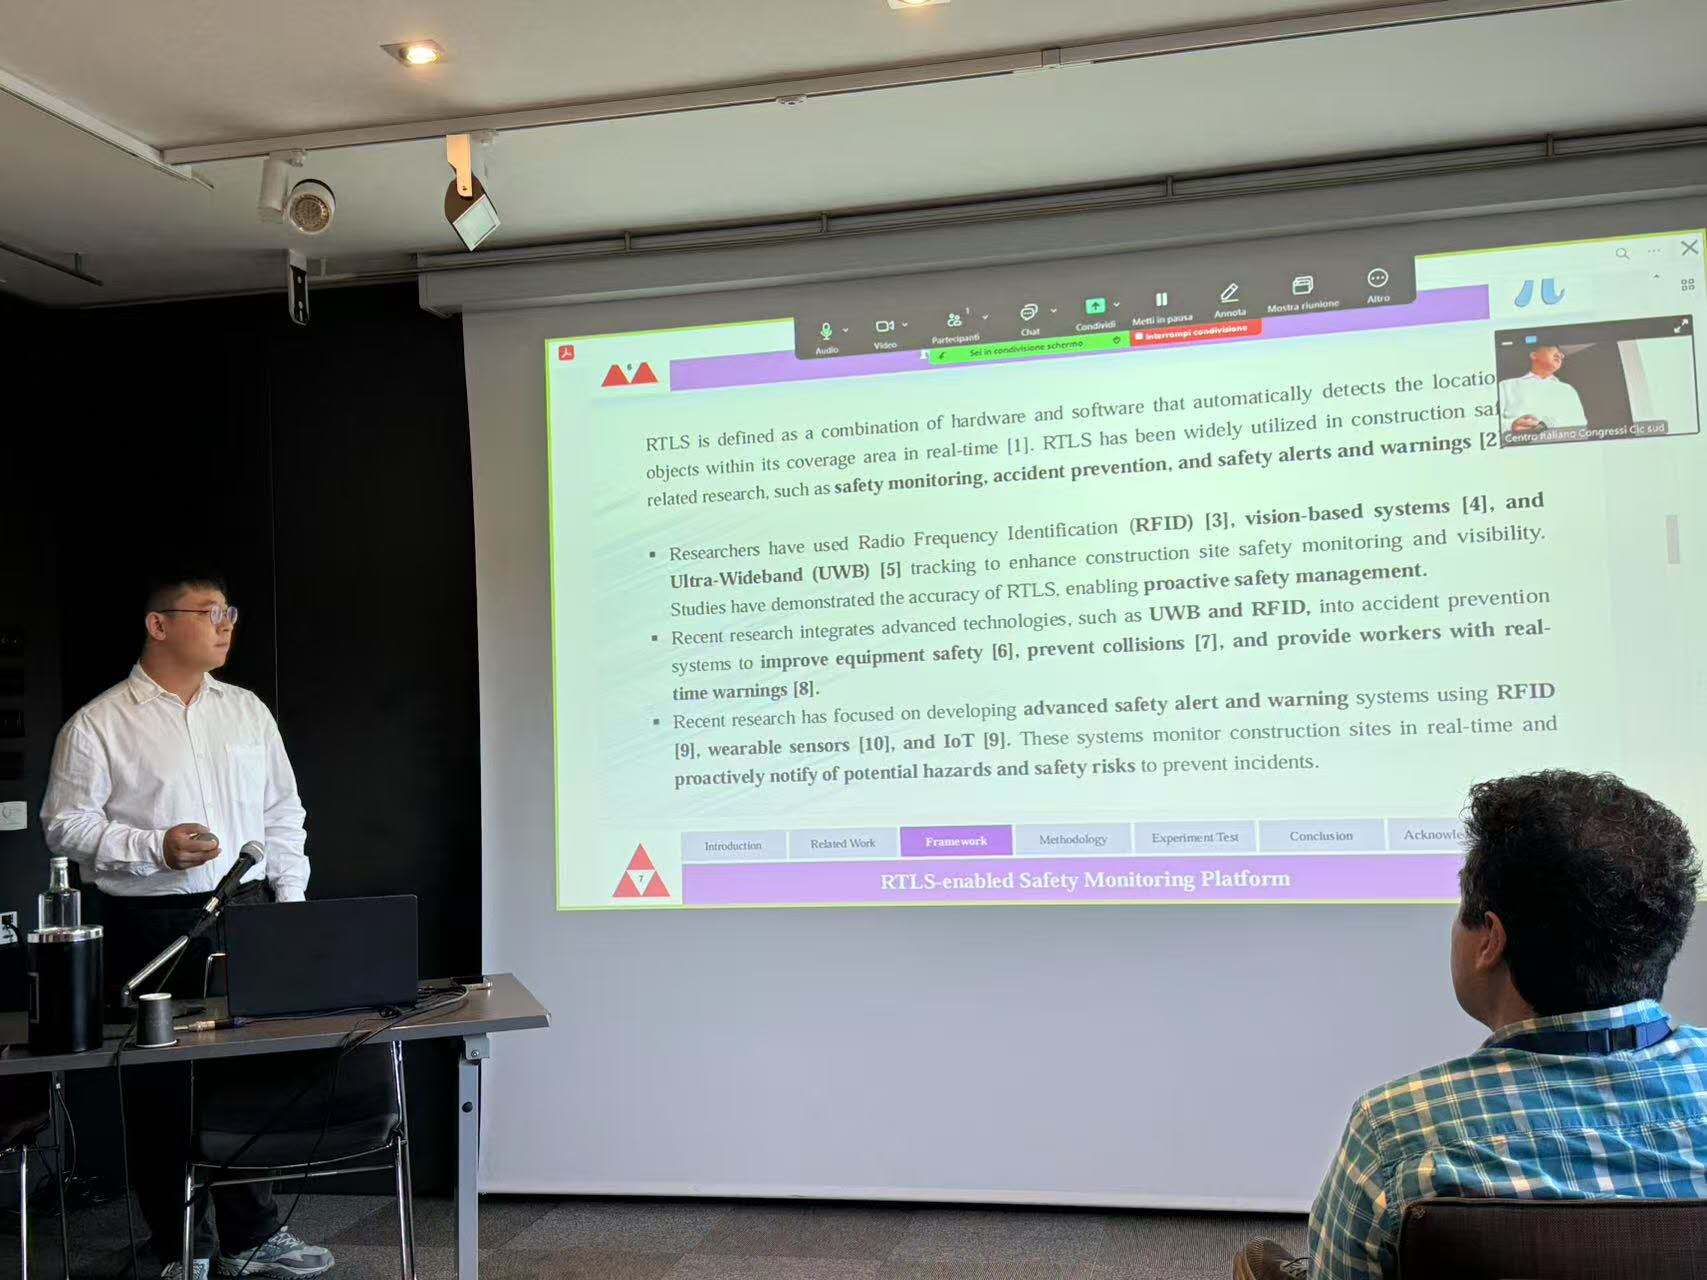 Audio
Video
Partecipanti
1
Chat
Condividi
Metti in pausa
Annota
Mostra riunione
Altro
Sei in condivisione schermo
Interrompi condivisione
6
Centro Italiano Congressi Cic sud
RTLS is defined as a combination of hardware and software that automatically detects the locatio
objects within its coverage area in real-time [1]. RTLS has been widely utilized in construction saf
related research, such as safety monitoring, accident prevention, and safety alerts and warnings [2
▪ Researchers have used Radio Frequency Identification (RFID) [3], vision-based systems [4], and
Ultra-Wideband (UWB) [5] tracking to enhance construction site safety monitoring and visibility.
Studies have demonstrated the accuracy of RTLS, enabling proactive safety management.
▪ Recent research integrates advanced technologies, such as UWB and RFID, into accident prevention
systems to improve equipment safety [6], prevent collisions [7], and provide workers with real-
time warnings [8].
▪ Recent research has focused on developing advanced safety alert and warning systems using RFID
[9], wearable sensors [10], and IoT [9]. These systems monitor construction sites in real-time and
proactively notify of potential hazards and safety risks to prevent incidents.
Introduction Related Work Framework Methodology Experiment Test Conclusion Acknowle
7
RTLS-enabled Safety Monitoring Platform